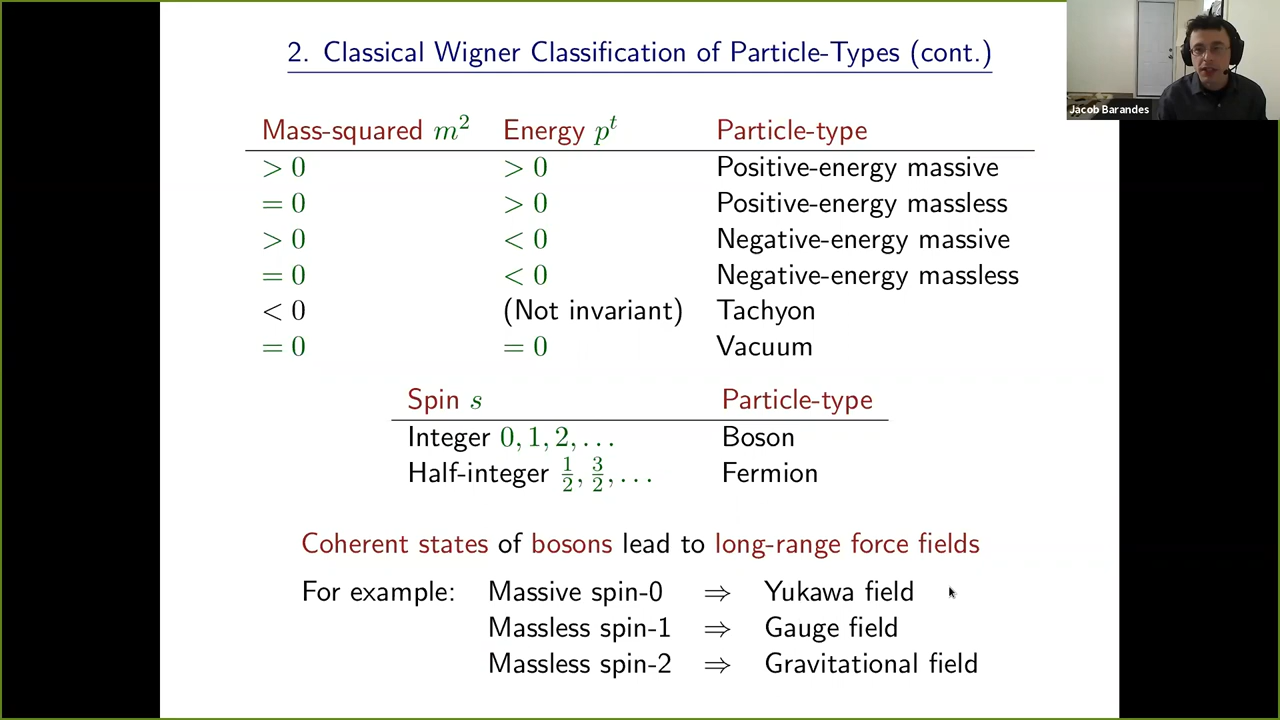 2. Classical Wigner Classification of Particle-Types (cont.)
Jacob Barandes
Mass-squared m² Energy pᵗ Particle-type
> 0 > 0 Positive-energy massive
= 0 > 0 Positive-energy massless
> 0 < 0 Negative-energy massive
= 0 < 0 Negative-energy massless
< 0 (Not invariant) Tachyon
= 0 = 0 Vacuum
Spin s Particle-type
Integer 0, 1, 2, ... Boson
Half-integer 1/2, 3/2, ... Fermion
Coherent states of bosons lead to long-range force fields
For example: Massive spin-0 ⇒ Yukawa field
Massless spin-1 ⇒ Gauge field
Massless spin-2 ⇒ Gravitational field